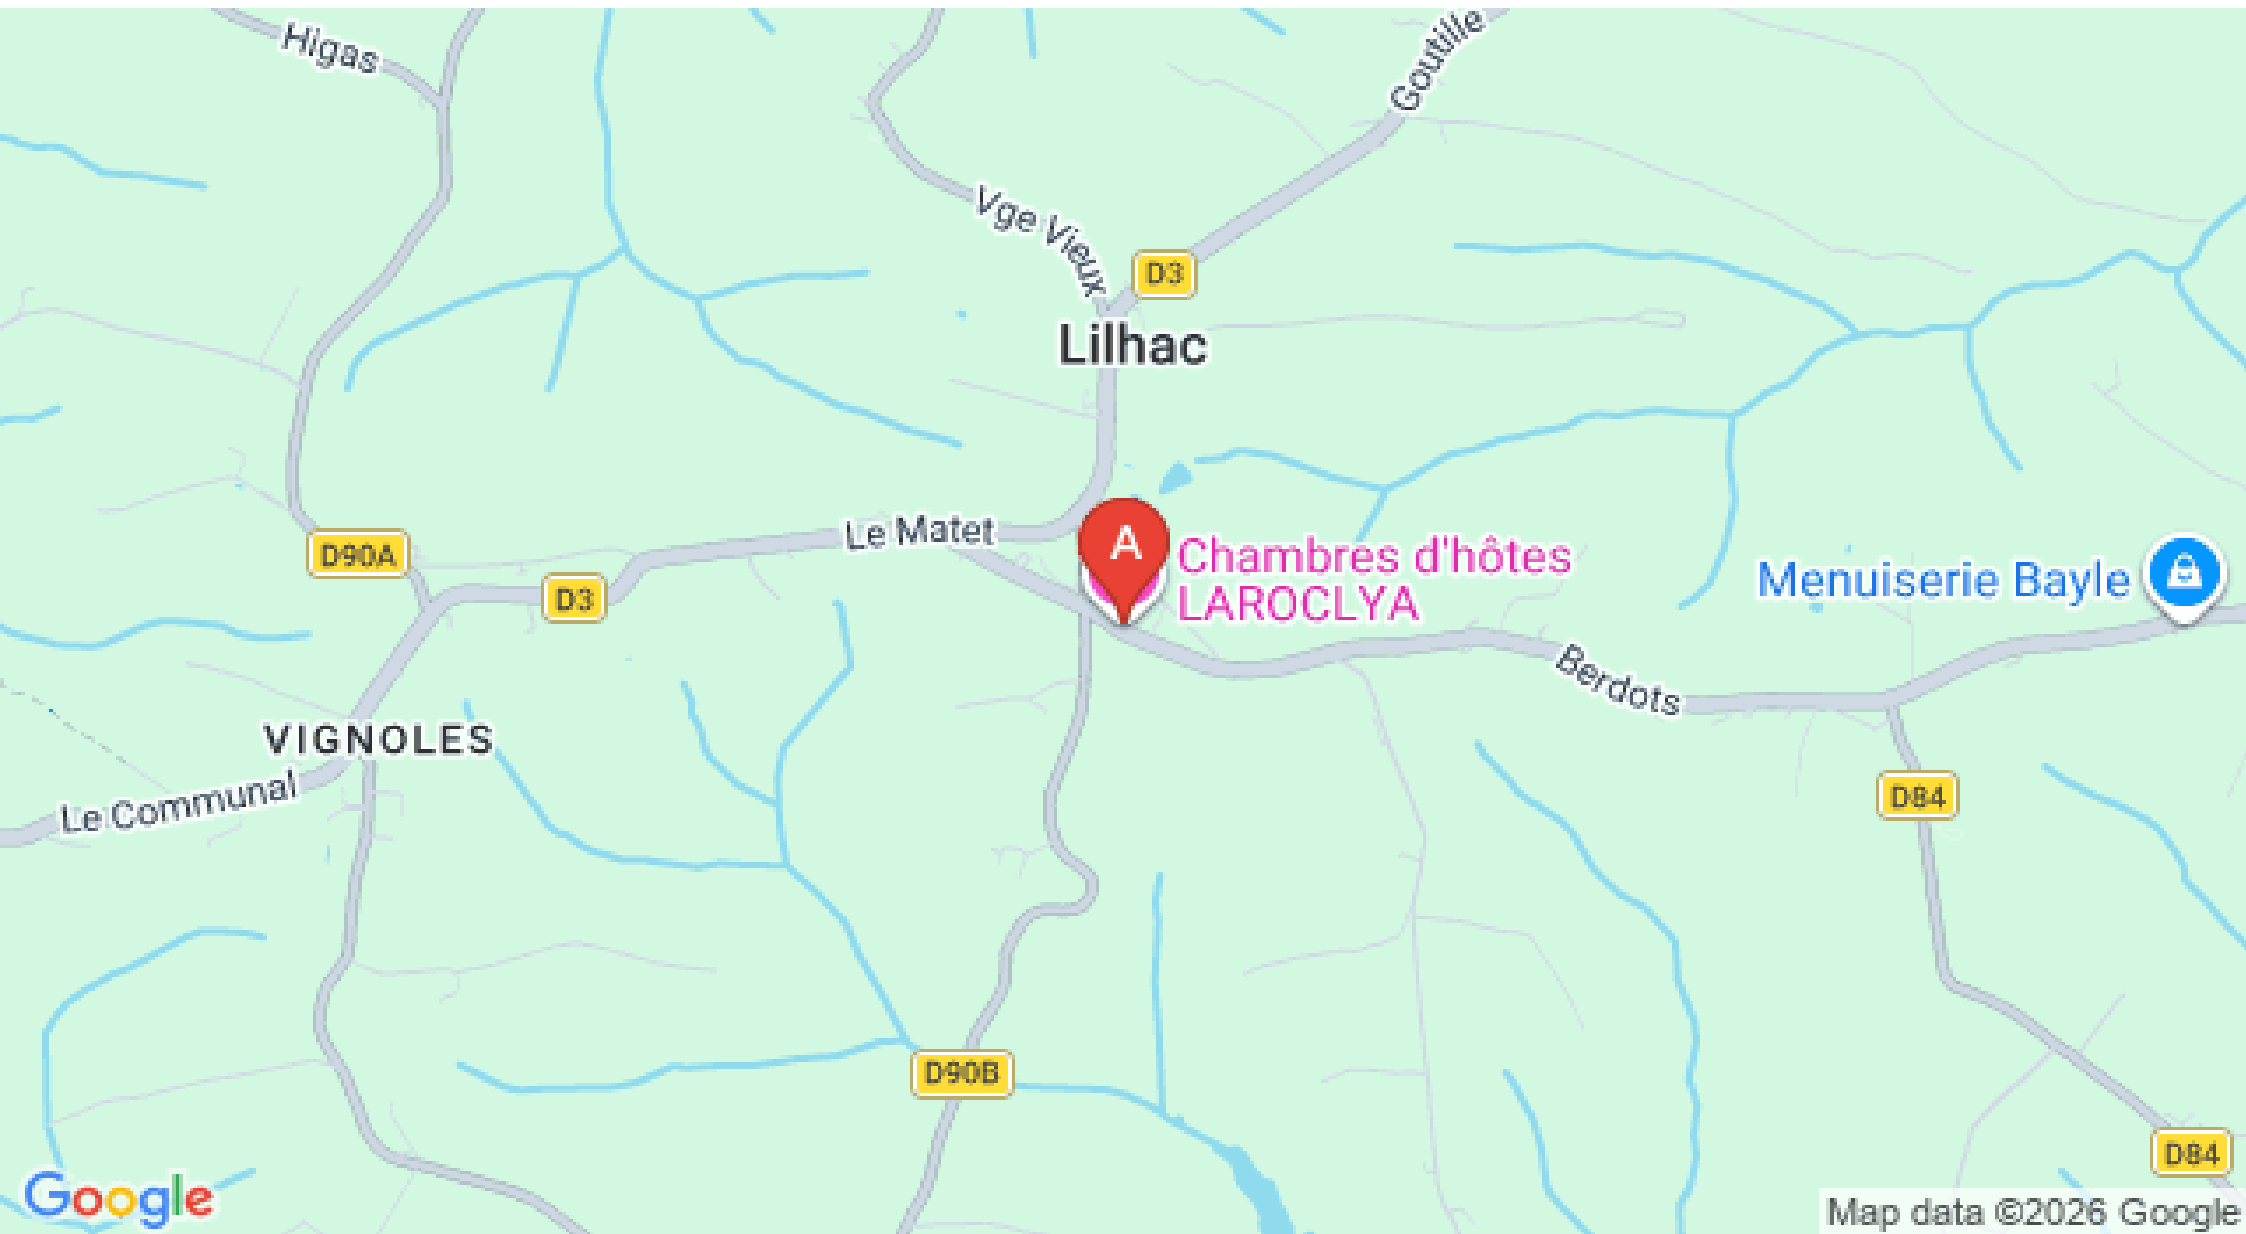 Higas
Goutille
Vge Vieux
D3
Lilhac
Le Matet
A
D90A
Chambres d'hôtes
LAROCLYA
Menuiserie Bayle
D3
Berdots
VIGNOLES
Le Communal
D84
D90B
D84
Google
Map data ©2026 Google